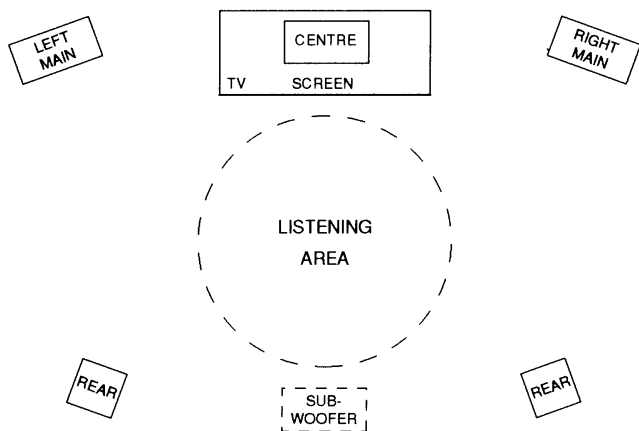 LEFT
MAIN
CENTRE
TV SCREEN
RIGHT
MAIN
LISTENING
AREA
REAR
SUB-
WOOFER
REAR